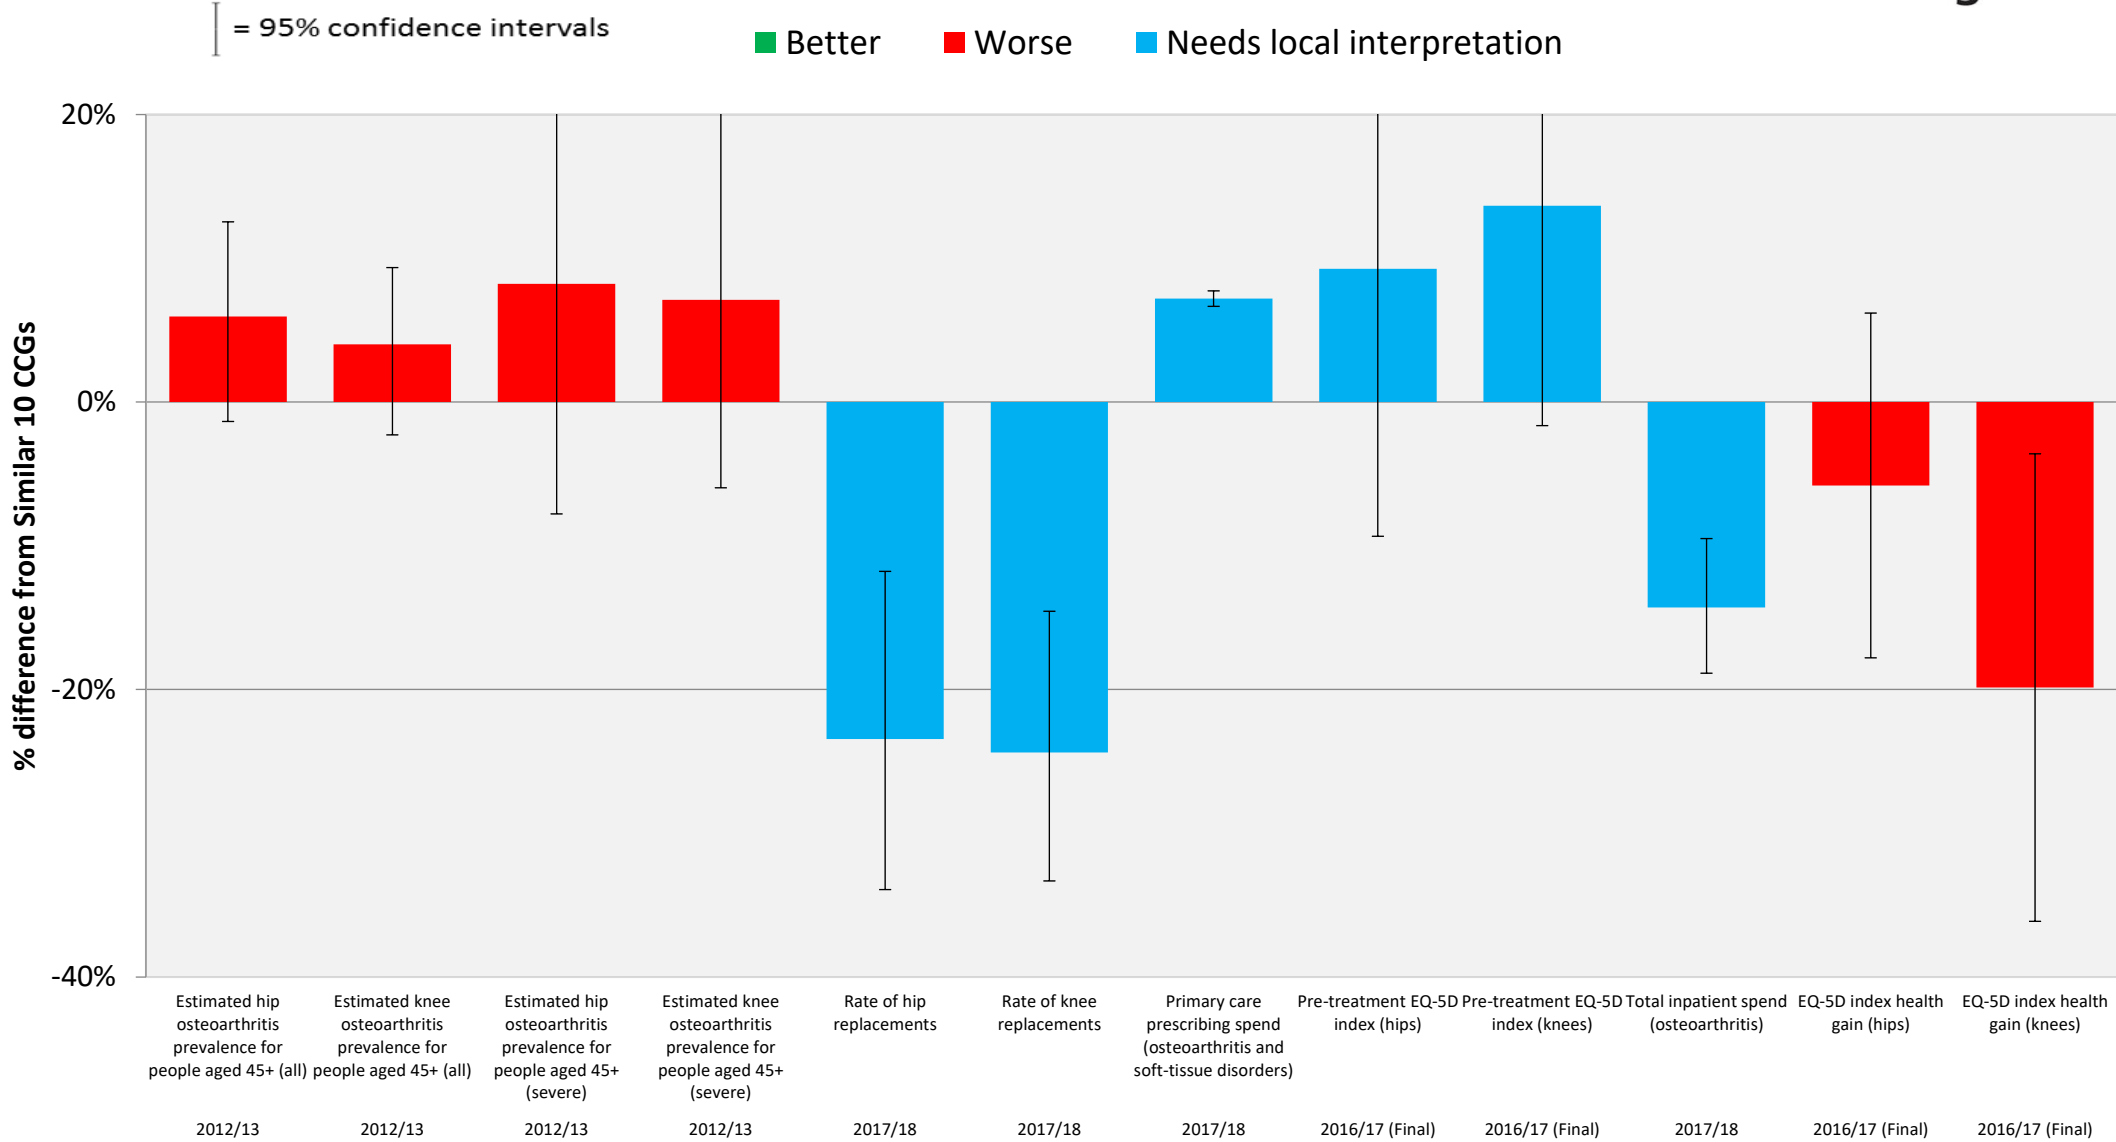 = 95% confidence intervals
Better Worse Needs local interpretation
% difference from Similar 10 CCGs
20%
0%
-20%
-40%
Estimated hip
osteoarthritis
prevalence for
people aged 45+ (all)
2012/13
Estimated knee
osteoarthritis
prevalence for
people aged 45+ (all)
2012/13
Estimated hip
osteoarthritis
prevalence for
people aged 45+
(severe)
2012/13
Estimated knee
osteoarthritis
prevalence for
people aged 45+
(severe)
2012/13
Rate of hip
replacements
2017/18
Rate of knee
replacements
2017/18
Primary care
prescribing spend
(osteoarthritis and
soft-tissue disorders)
2017/18
Pre-treatment EQ-5D
index (hips)
2016/17 (Final)
Pre-treatment EQ-5D
index (knees)
2016/17 (Final)
Total inpatient spend
(osteoarthritis)
2017/18
EQ-5D index health
gain (hips)
2016/17 (Final)
EQ-5D index health
gain (knees)
2016/17 (Final)